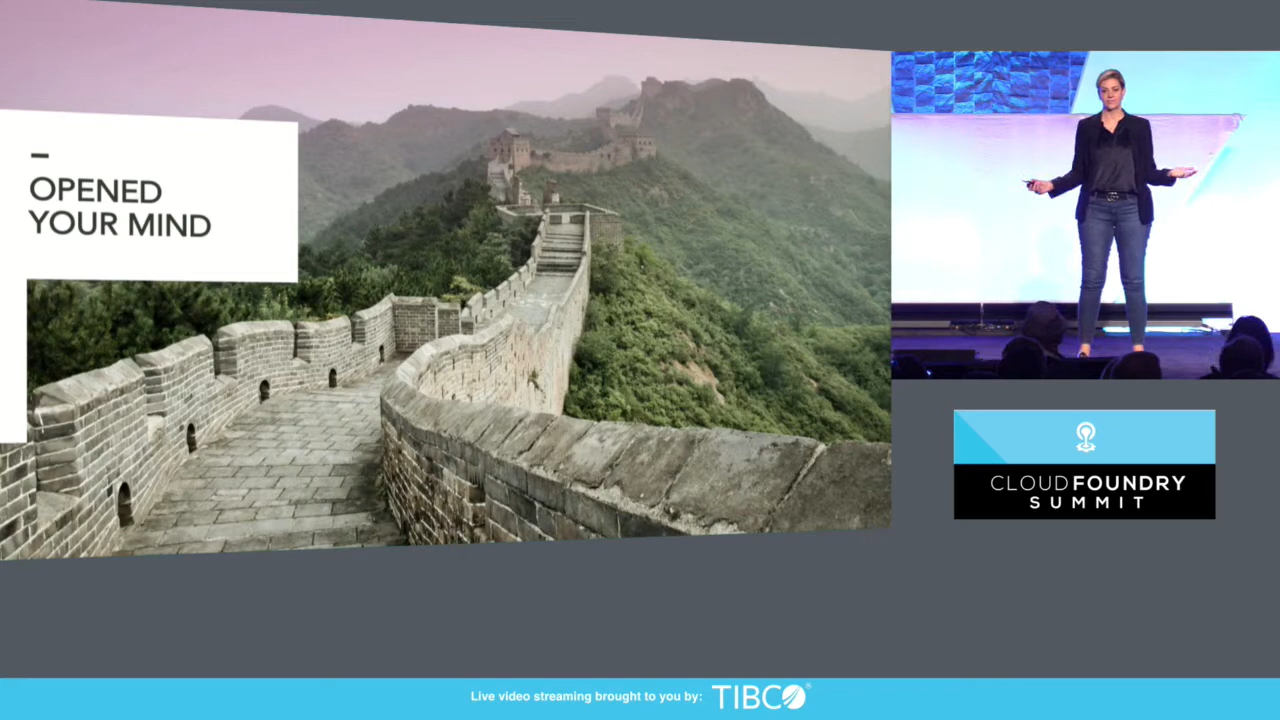 OPENED
YOUR MIND
CLOUDFOUNDRY
SUMMIT
Live video streaming brought to you by: TIBCO®